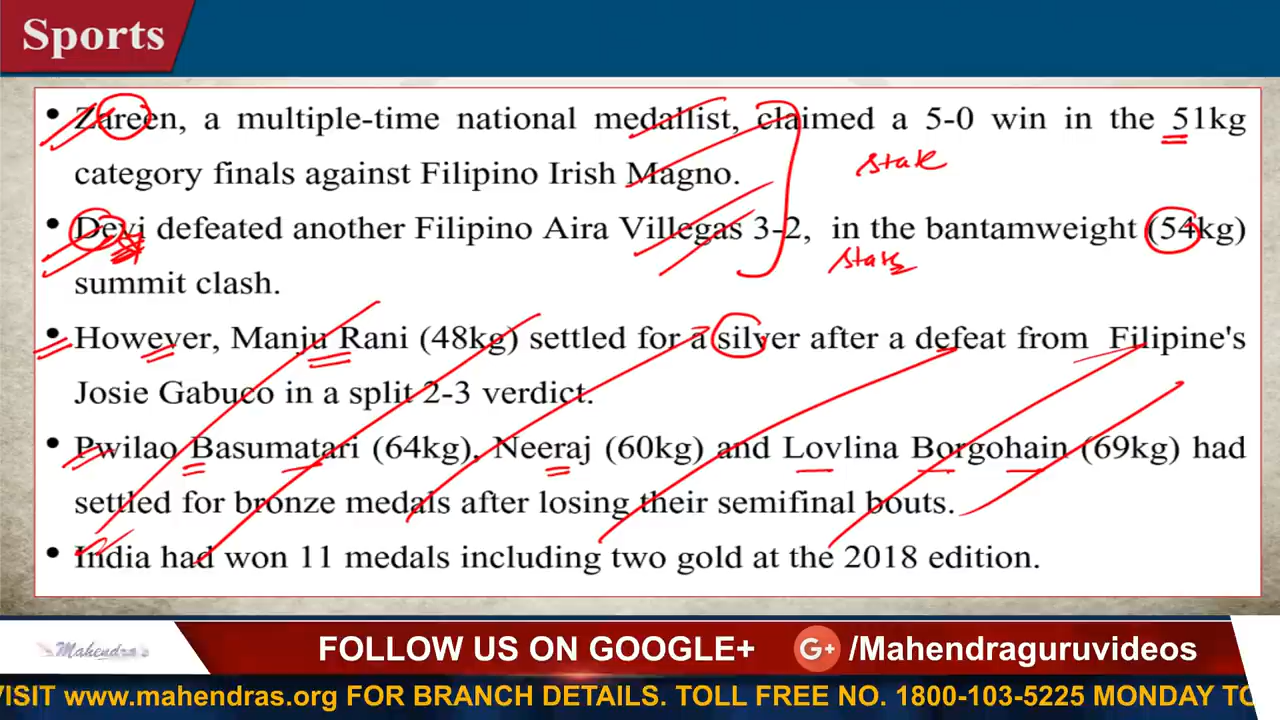 Sports
• Zareen, a multiple-time national medallist, claimed a 5-0 win in the 51kg
state
category finals against Filipino Irish Magno.
• Devi defeated another Filipino Aira Villegas 3-2, in the bantamweight (54kg)
summit clash.
• However, Manju Rani (48kg) settled for a silver after a defeat from Filipine's
Josie Gabuco in a split 2-3 verdict.
• Pwilao Basumatari (64kg), Neeraj (60kg) and Lovlina Borgohain (69kg) had
settled for bronze medals after losing their semifinal bouts.
• India had won 11 medals including two gold at the 2018 edition.
Mahendra's
FOLLOW US ON GOOGLE+ G+ /Mahendraguruvideos
VISIT www.mahendras.org FOR BRANCH DETAILS. TOLL FREE NO. 1800-103-5225 MONDAY TO